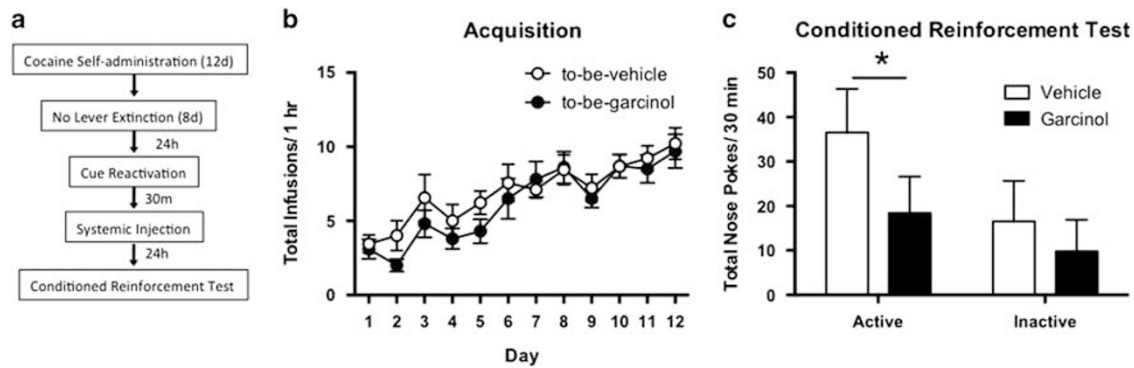 a
Cocaine Self-administration (12d)
No Lever Extinction (8d)
24h
Cue Reactivation
30m
Systemic Injection
24h
Conditioned Reinforcement Test
b
Acquisition
to-be-vehicle
to-be-garcinol
Total Infusions/ 1 hr
15
10
5
0
1 2 3 4 5 6 7 8 9 10 11 12
Day
c
Conditioned Reinforcement Test
*
Vehicle
Garcinol
Total Nose Pokes/ 30 min
50
40
30
20
10
0
Active Inactive